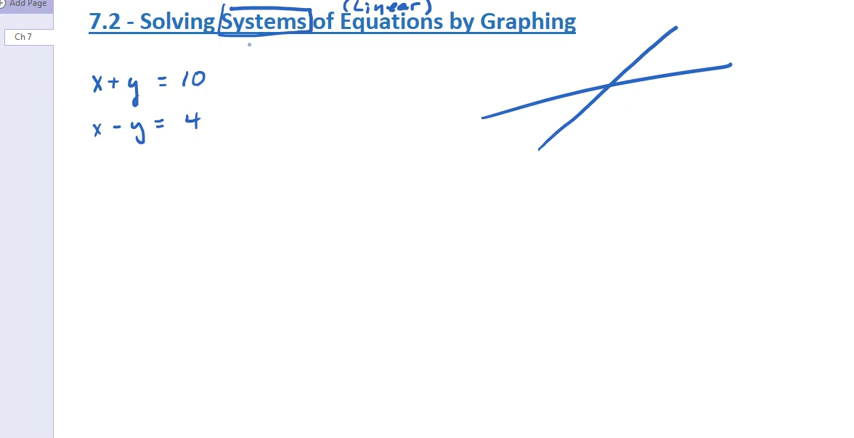 Add Page
Ch 7
(Linear)
7.2 - Solving Systems of Equations by Graphing
x + y = 10
x - y = 4